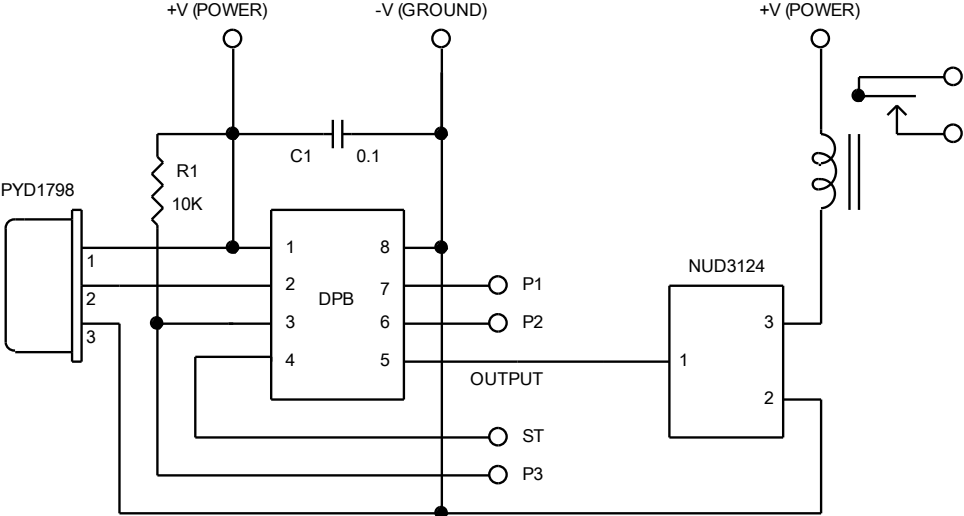 +V (POWER)
-V (GROUND)
+V (POWER)
C1
0.1
R1
10K
PYD1798
1
2
3
DPB
1
2
3
4
8
7
6
5
P1
P2
OUTPUT
ST
P3
NUD3124
1
3
2